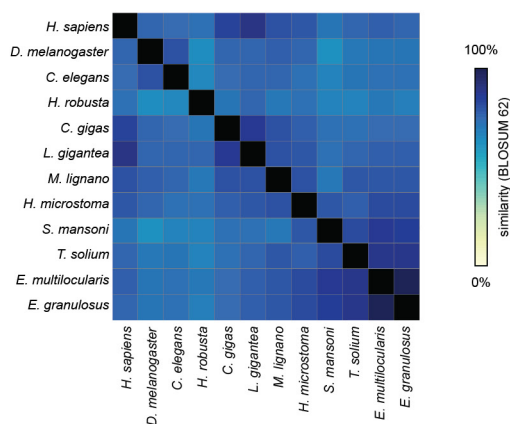 H. sapiens
D. melanogaster
C. elegans
H. robusta
C. gigas
L. gigantea
M. lignano
H. microstoma
S. mansoni
T. solium
E. multilocularis
E. granulosus
H. sapiens
D. melanogaster
C. elegans
H. robusta
C. gigas
L. gigantea
M. lignano
H. microstoma
S. mansoni
T. solium
E. multilocularis
E. granulosus
100%
similarity (BLOSUM 62)
0%